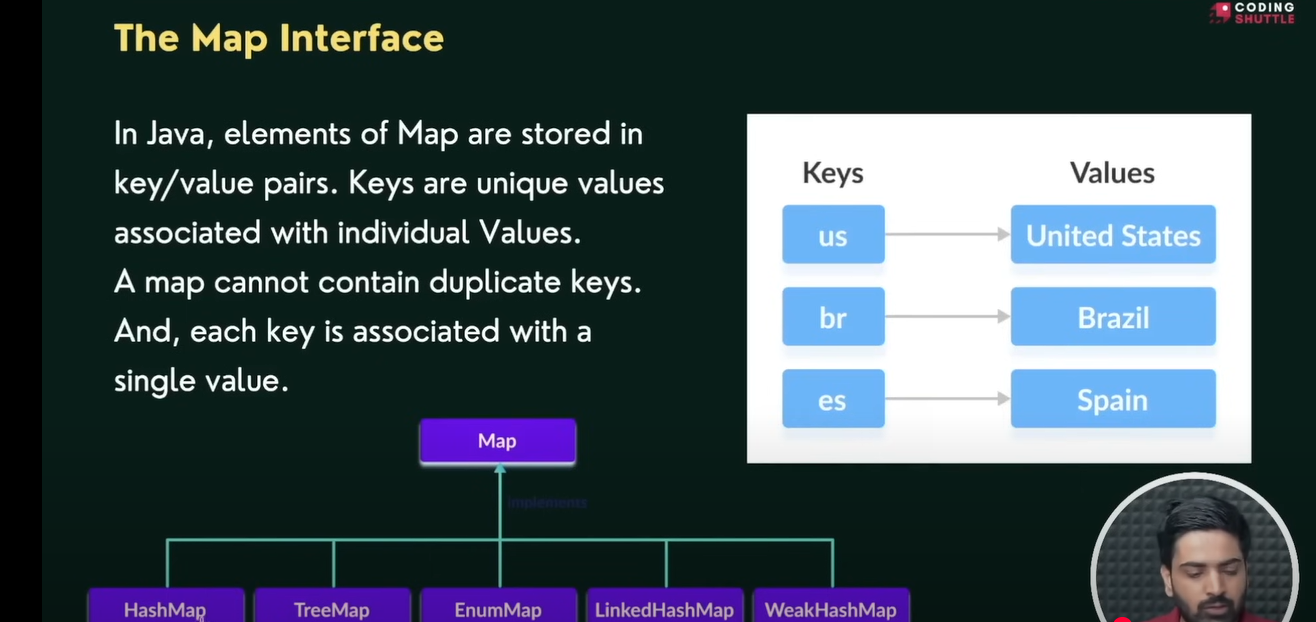 CODING
SHUTTLE
The Map Interface
In Java, elements of Map are stored in
key/value pairs. Keys are unique values
associated with individual Values.
A map cannot contain duplicate keys.
And, each key is associated with a
single value.
Keys Values
us United States
br Brazil
es Spain
Map
implements
HashMap TreeMap EnumMap LinkedHashMap WeakHashMap